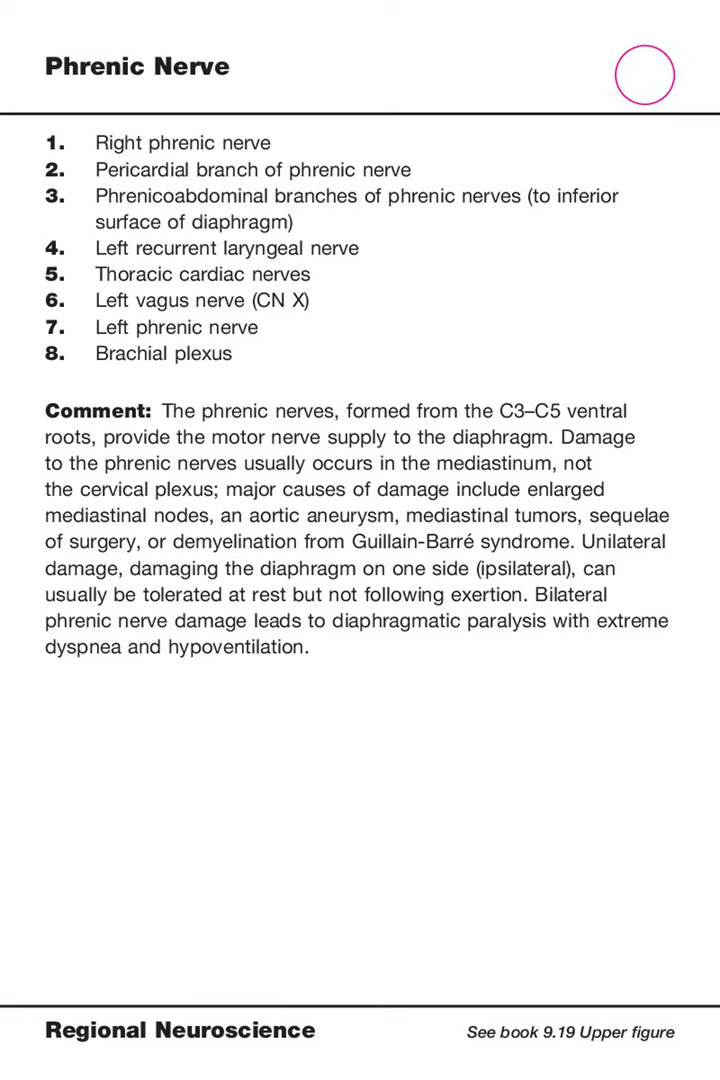 Phrenic Nerve
1. Right phrenic nerve
2. Pericardial branch of phrenic nerve
3. Phrenicoabdominal branches of phrenic nerves (to inferior
surface of diaphragm)
4. Left recurrent laryngeal nerve
5. Thoracic cardiac nerves
6. Left vagus nerve (CN X)
7. Left phrenic nerve
8. Brachial plexus
Comment: The phrenic nerves, formed from the C3–C5 ventral
roots, provide the motor nerve supply to the diaphragm. Damage
to the phrenic nerves usually occurs in the mediastinum, not
the cervical plexus; major causes of damage include enlarged
mediastinal nodes, an aortic aneurysm, mediastinal tumors, sequelae
of surgery, or demyelination from Guillain-Barré syndrome. Unilateral
damage, damaging the diaphragm on one side (ipsilateral), can
usually be tolerated at rest but not following exertion. Bilateral
phrenic nerve damage leads to diaphragmatic paralysis with extreme
dyspnea and hypoventilation.
Regional Neuroscience
See book 9.19 Upper figure